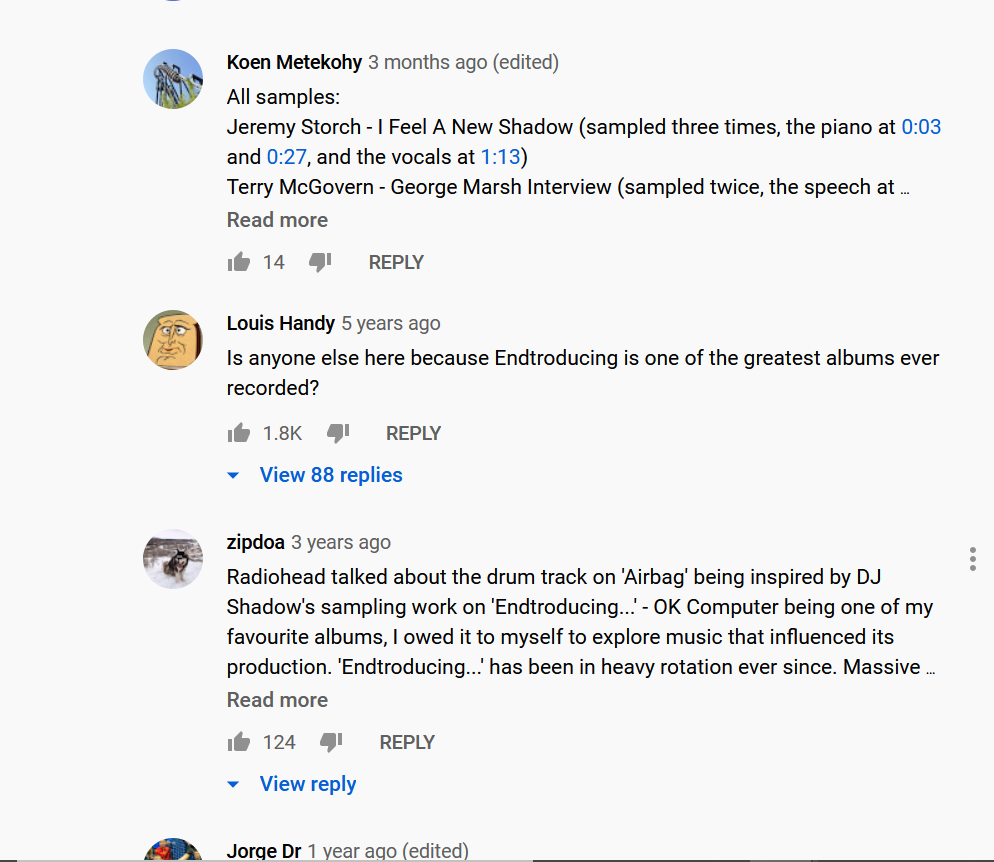 Koen Metekohy 3 months ago (edited)
All samples:
Jeremy Storch - I Feel A New Shadow (sampled three times, the piano at 0:03
and 0:27, and the vocals at 1:13)
Terry McGovern - George Marsh Interview (sampled twice, the speech at ...
Read more
14 REPLY
Louis Handy 5 years ago
Is anyone else here because Endtroducing is one of the greatest albums ever
recorded?
1.8K REPLY
View 88 replies
zipdoa 3 years ago
Radiohead talked about the drum track on 'Airbag' being inspired by DJ
Shadow's sampling work on 'Endtroducing...' - OK Computer being one of my
favourite albums, I owed it to myself to explore music that influenced its
production. 'Endtroducing...' has been in heavy rotation ever since. Massive ...
Read more
124 REPLY
View reply
Jorge Dr 1 year ago (edited)